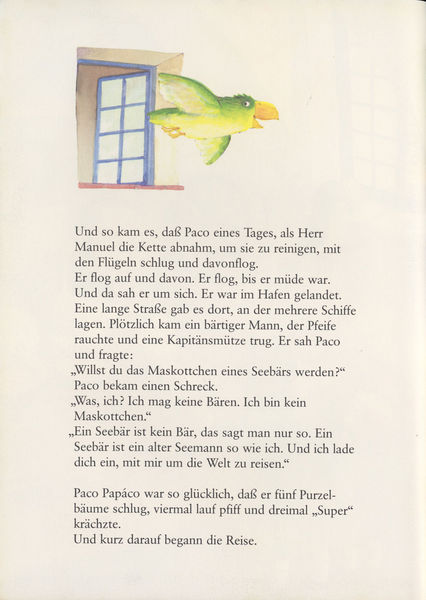 Und so kam es, daß Paco eines Tages, als Herr
Manuel die Kette abnahm, um sie zu reinigen, mit
den Flügeln schlug und davonflog.
Er flog auf und davon. Er flog, bis er müde war.
Und da sah er um sich. Er war im Hafen gelandet.
Eine lange Straße gab es dort, an der mehrere Schiffe
lagen. Plötzlich kam ein bärtiger Mann, der Pfeife
rauchte und eine Kapitänsmütze trug. Er sah Paco
und fragte:
„Willst du das Maskottchen eines Seebärs werden?“
Paco bekam einen Schreck.
„Was, ich? Ich mag keine Bären. Ich bin kein
Maskottchen.“
„Ein Seebär ist kein Bär, das sagt man nur so. Ein
Seebär ist ein alter Seemann so wie ich. Und ich lade
dich ein, mit mir um die Welt zu reisen.“
Paco Papáco war so glücklich, daß er fünf Purzel-
bäume schlug, viermal lauf pfiff und dreimal „Super“
krächzte.
Und kurz darauf begann die Reise.